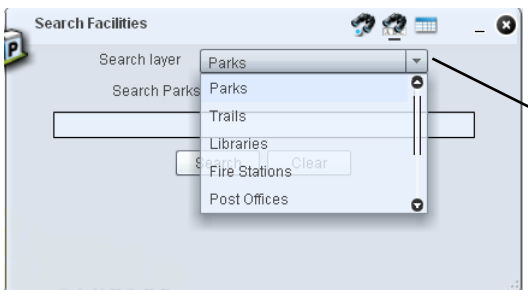 Search Facilities
Search layer Parks
Search Parks Parks
Trails
Libraries
Search Clear
Fire Stations
Post Offices
P